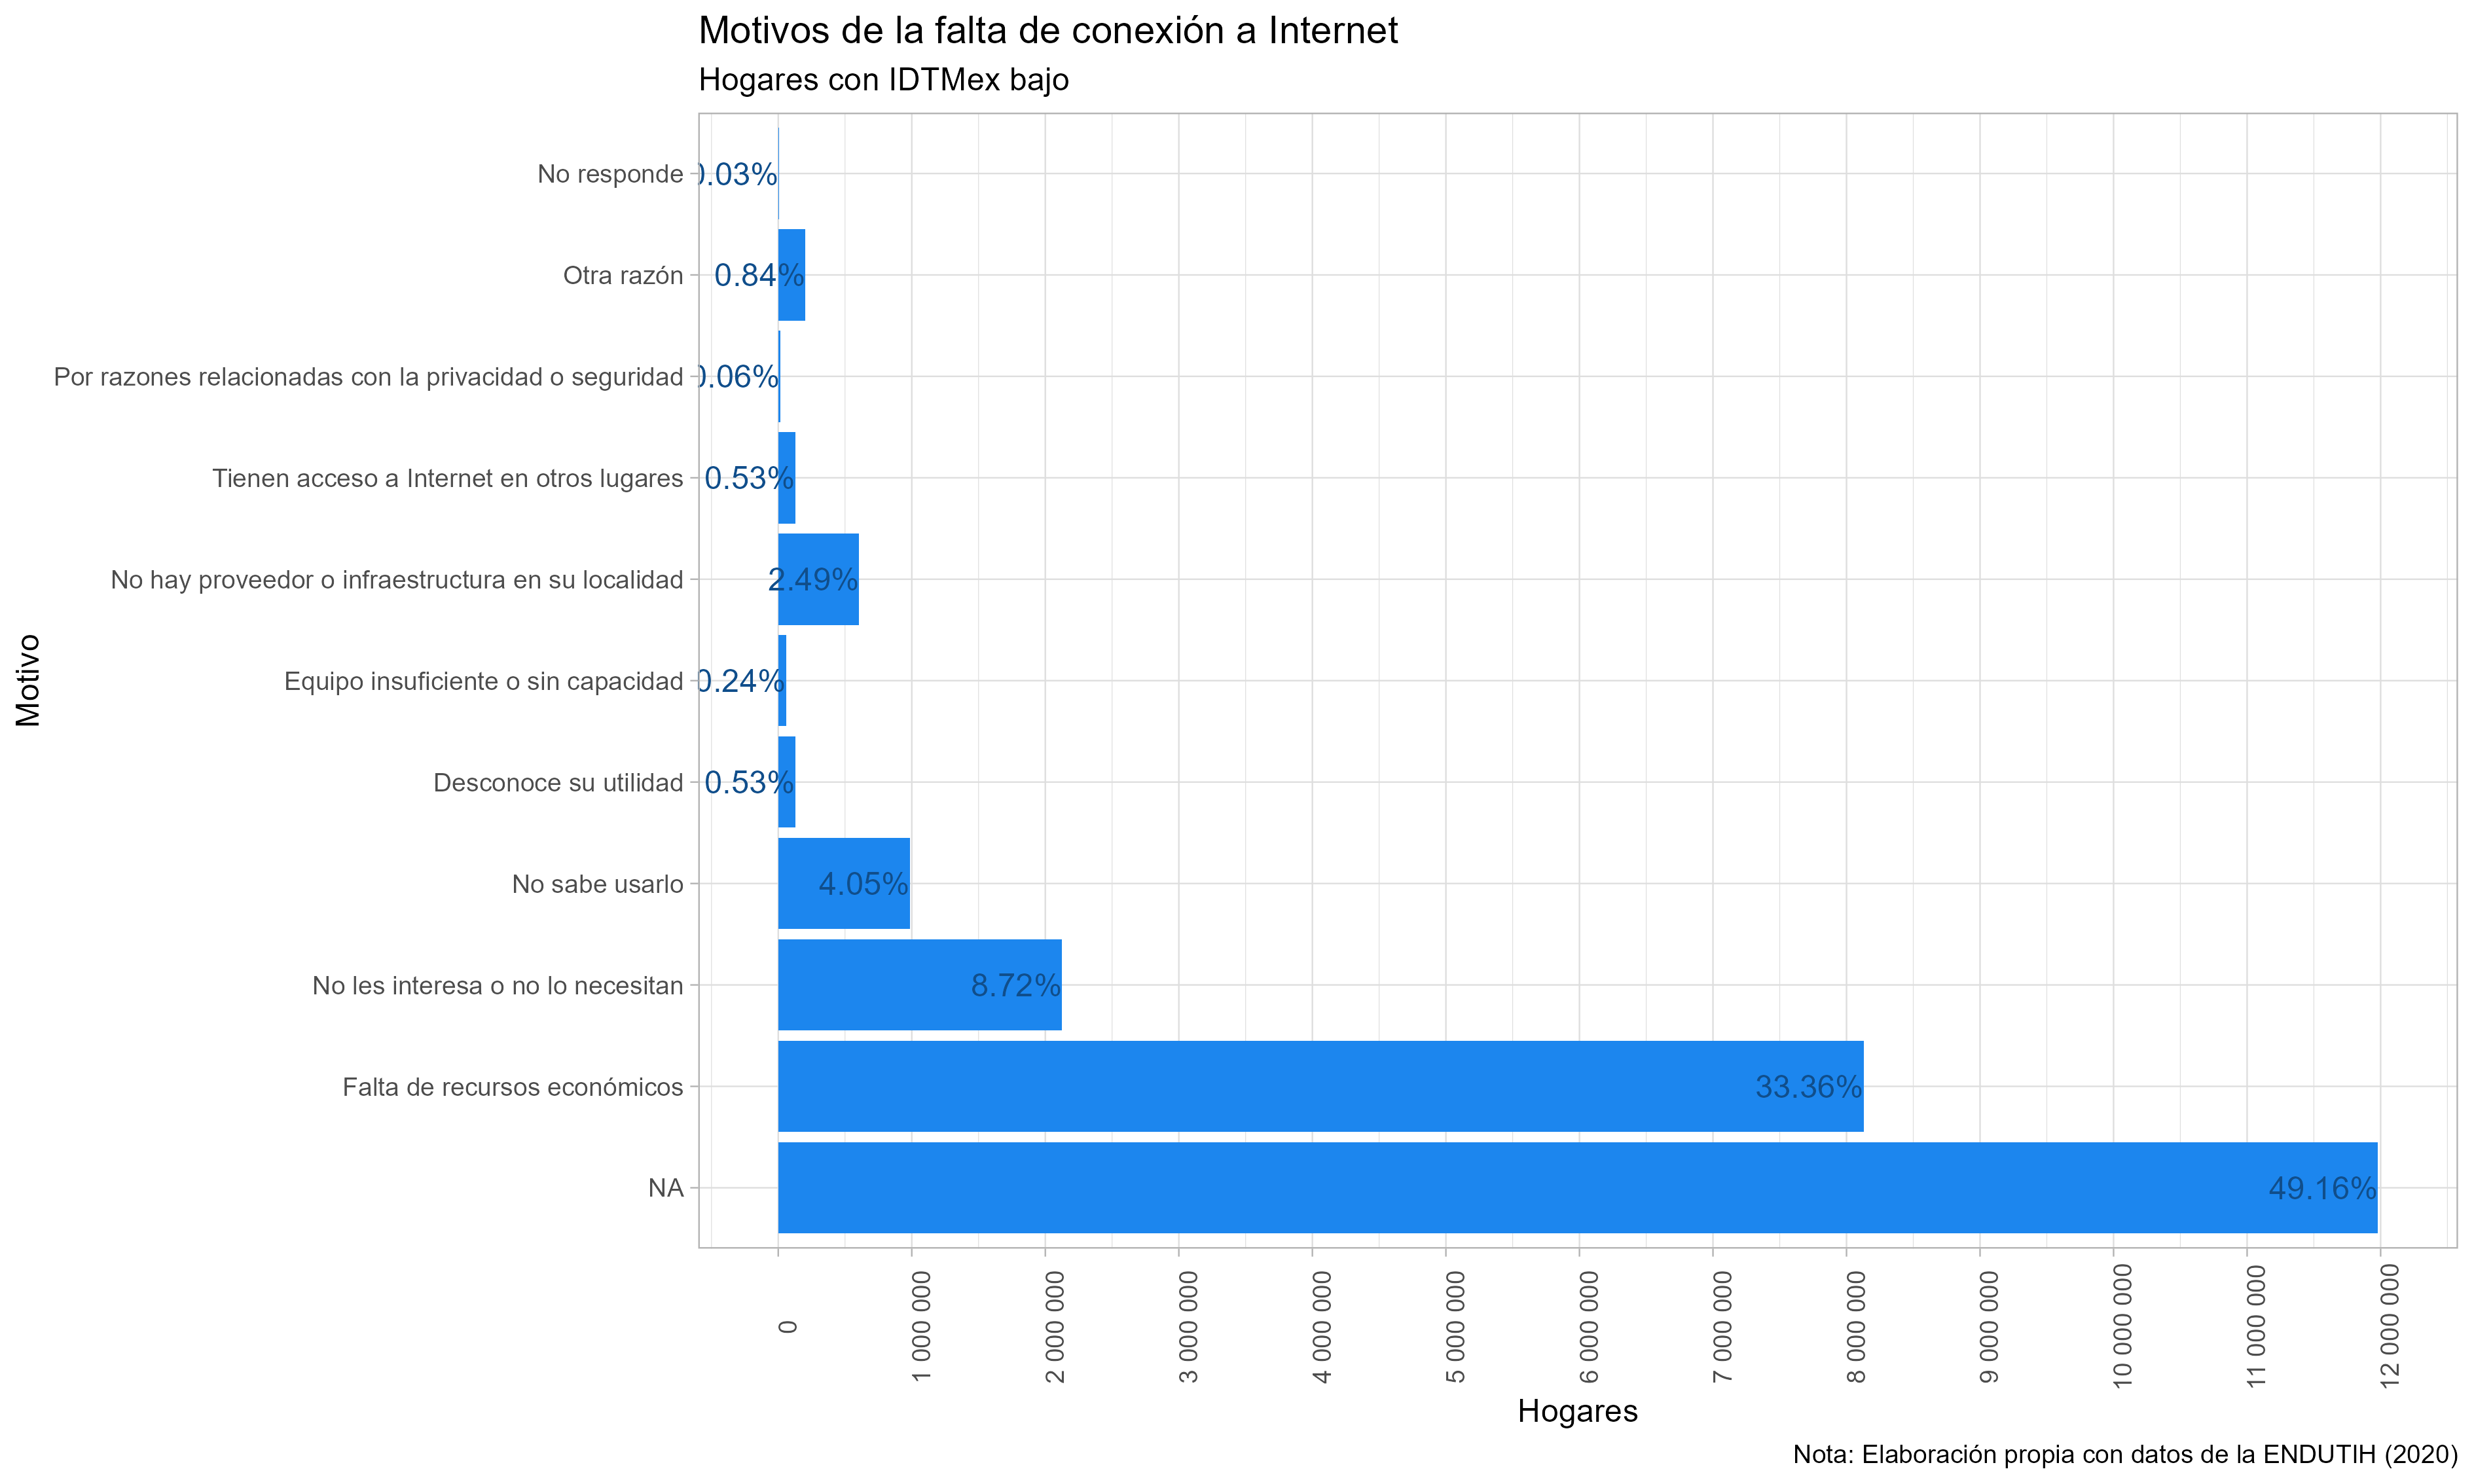 Motivos de la falta de conexión a Internet
Hogares con IDTMex bajo
Motivo
No responde
0.03%
Otra razón
0.84%
Por razones relacionadas con la privacidad o seguridad
0.06%
Tienen acceso a Internet en otros lugares
0.53%
No hay proveedor o infraestructura en su localidad
2.49%
Equipo insuficiente o sin capacidad
0.24%
Desconoce su utilidad
0.53%
No sabe usarlo
4.05%
No les interesa o no lo necesitan
8.72%
Falta de recursos económicos
33.36%
NA
49.16%
0
1 000 000
2 000 000
3 000 000
4 000 000
5 000 000
6 000 000
7 000 000
8 000 000
9 000 000
10 000 000
11 000 000
12 000 000
Hogares
Nota: Elaboración propia con datos de la ENDUTIH (2020)